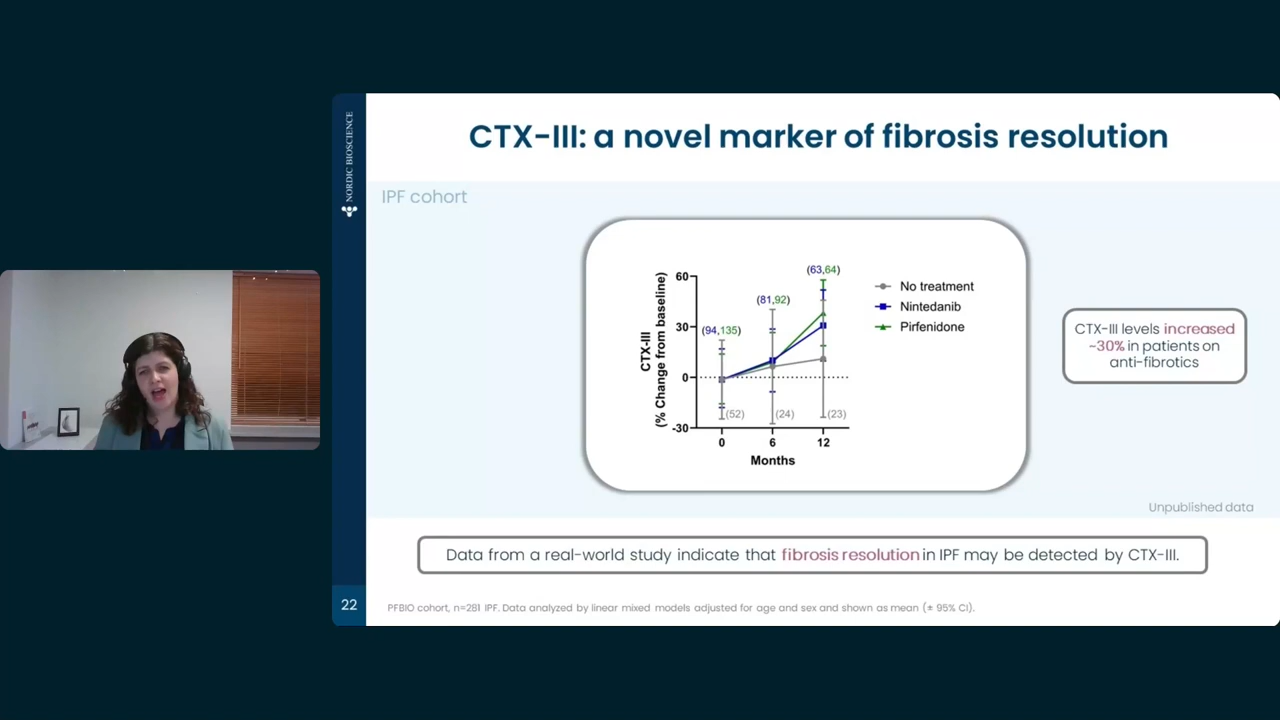 NORDIC BIOSCIENCE
CTX-III: a novel marker of fibrosis resolution
IPF cohort
CTX-III
(% Change from baseline)
60
30
0
-30
(94,135)
(81,92)
(63,64)
(52)
(24)
(23)
0 6 12
Months
No treatment
Nintedanib
Pirfenidone
CTX-III levels increased
~30% in patients on
anti-fibrotics
Unpublished data
Data from a real-world study indicate that fibrosis resolution in IPF may be detected by CTX-III.
22
PFBIO cohort, n=281 IPF. Data analyzed by linear mixed models adjusted for age and sex and shown as mean (± 95% CI).